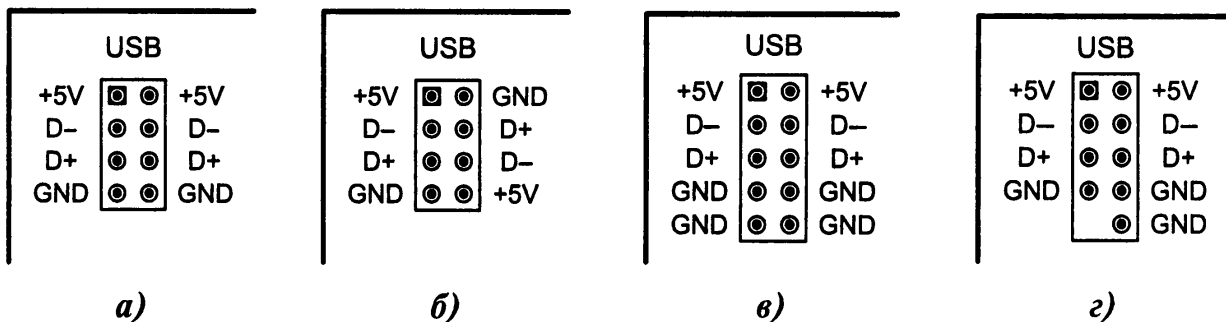 USB
+5V +5V
D– D–
D+ D+
GND GND
а)
USB
+5V GND
D– D+
D+ D–
GND +5V
б)
USB
+5V +5V
D– D–
D+ D+
GND GND
GND GND
в)
USB
+5V +5V
D– D–
D+ D+
GND GND
GND
г)